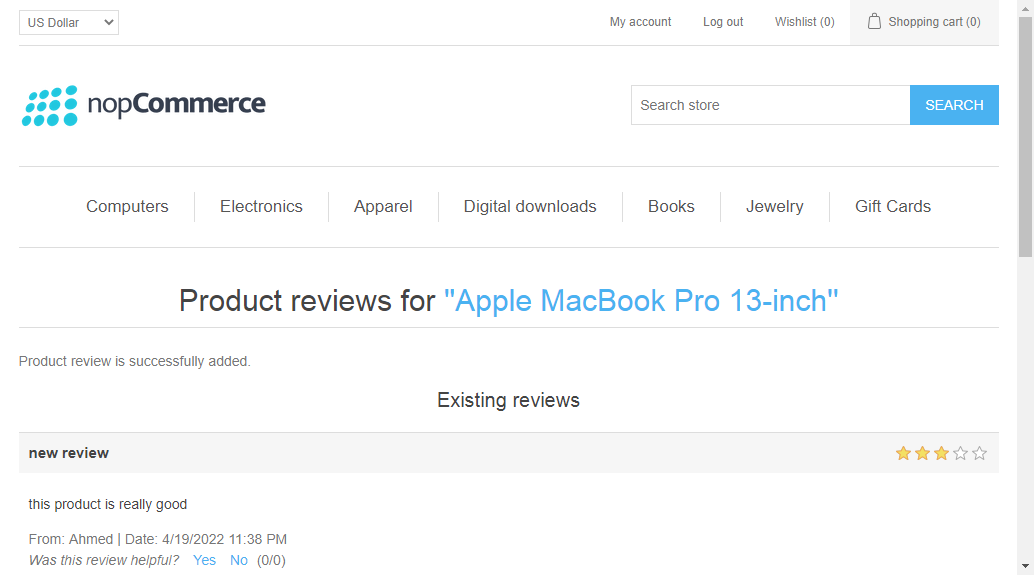 US Dollar My account Log out Wishlist (0) Shopping cart (0)
nopCommerce Search store SEARCH
Computers Electronics Apparel Digital downloads Books Jewelry Gift Cards
Product reviews for "Apple MacBook Pro 13-inch"
Product review is successfully added.
Existing reviews
new review
this product is really good
From: Ahmed | Date: 4/19/2022 11:38 PM
Was this review helpful? Yes No (0/0)